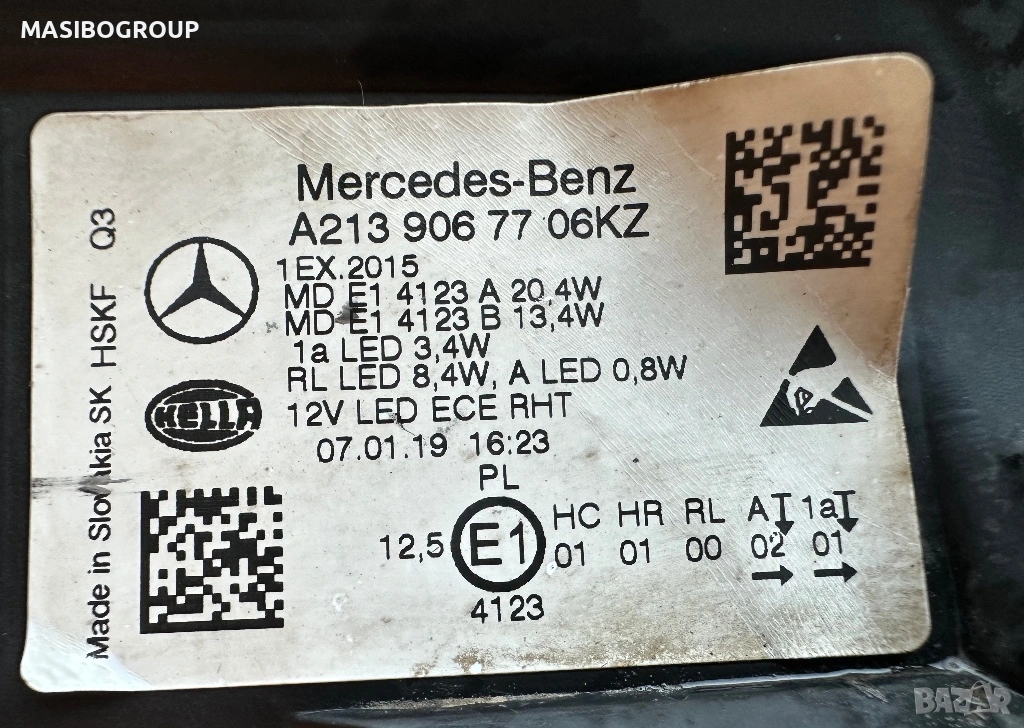 MASIBOGROUP
Mercedes-Benz
A213 906 77 06KZ
1EX.2015
MD E1 4123 A 20,4W
MD E1 4123 B 13,4W
1a LED 3,4W
RL LED 8,4W, A LED 0,8W
12V LED ECE RHT
07.01.19 16:23
PL
HC HR RL A 1a
12,5 E1 01 01 00 02 01
4123
HELLA
Made in Slovakia SK HSKF Q3
BAZAR